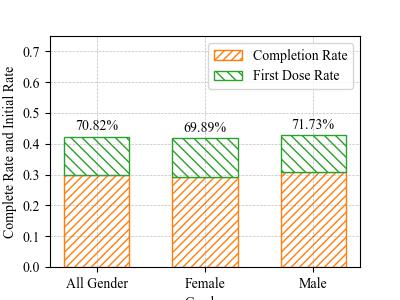 Complete Rate and Initial Rate
0.7
0.6
0.5
0.4
0.3
0.2
0.1
0.0
Completion Rate
First Dose Rate
70.82%
69.89%
71.73%
All Gender
Female
Male